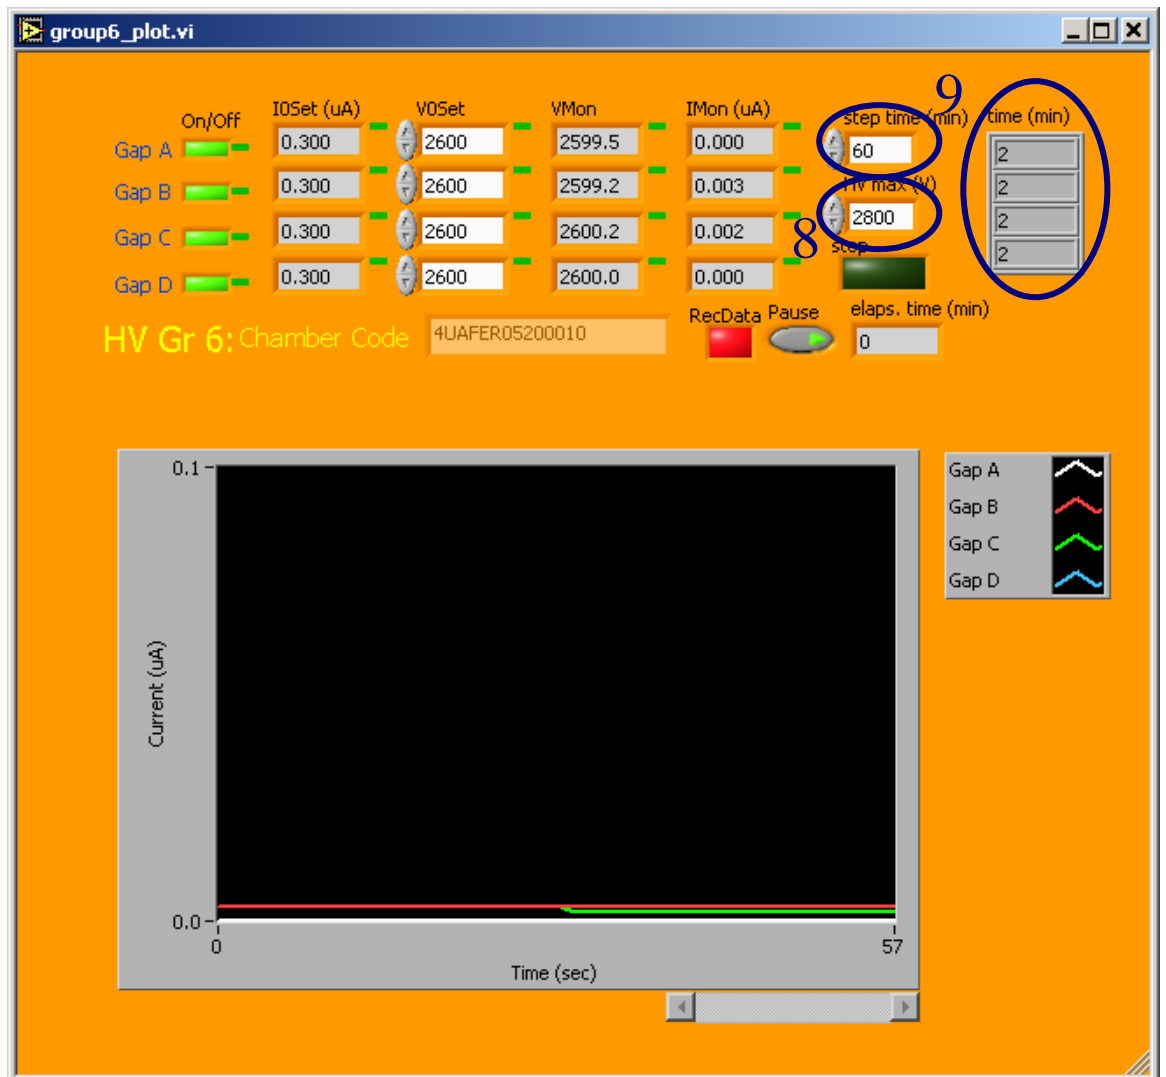 group6_plot.vi
9
On/Off I0Set (uA) V0Set VMon IMon (uA) step time (min) time (min)
Gap A 0.300 2600 2599.5 0.000 60 2
Gap B 0.300 2600 2599.2 0.003 HV max (V) 2
Gap C 0.300 2600 2600.2 0.002 2800 2
8 stop
Gap D 0.300 2600 2600.0 0.000 2
HV Gr 6: Chamber Code 4UAFER05200010 RecData Pause elaps. time (min)
0
0.1
Gap A
Gap B
Gap C
Gap D
Current (uA)
0.0
0 57
Time (sec)